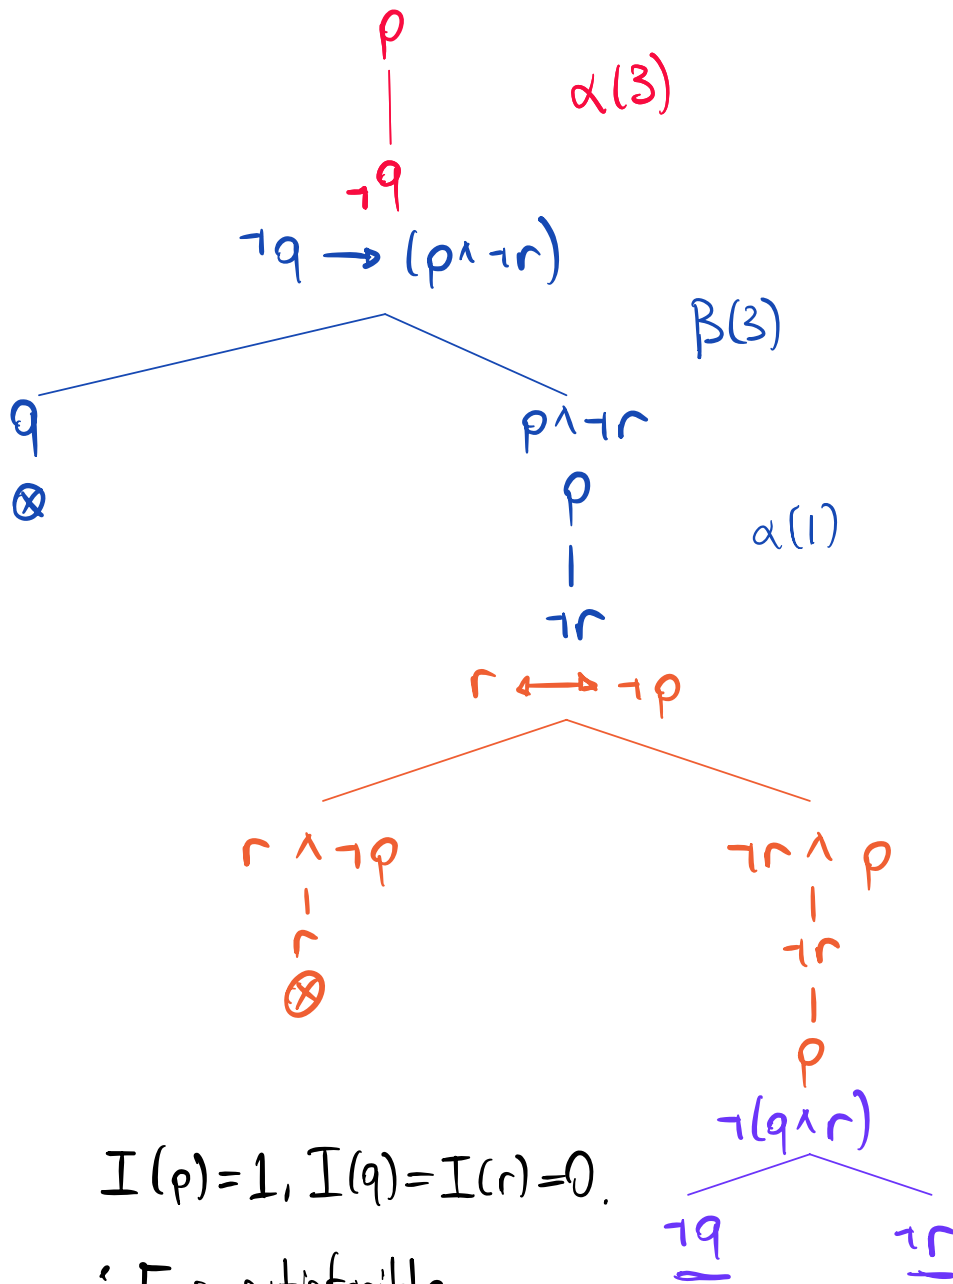 p
α(3)
¬q
¬q → (p ∧ ¬r)
β(3)
q
p ∧ ¬r
⊗
p
α(1)
¬r
r ↔ ¬p
r ∧ ¬p
¬r ∧ p
r
¬r
⊗
p
¬(q ∧ r)
I(p)=1, I(q)=I(r)=0.
¬q
¬r